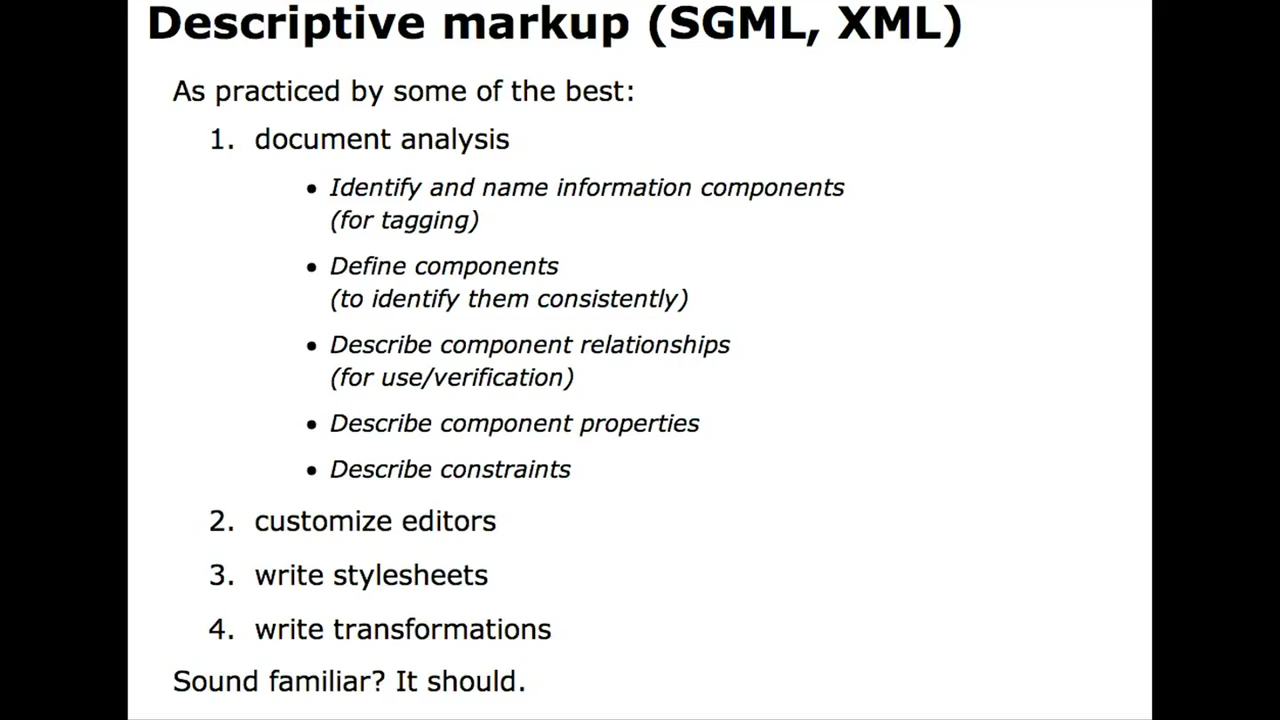 Descriptive markup (SGML, XML)
As practiced by some of the best:
1. document analysis
• Identify and name information components
(for tagging)
• Define components
(to identify them consistently)
• Describe component relationships
(for use/verification)
• Describe component properties
• Describe constraints
2. customize editors
3. write stylesheets
4. write transformations
Sound familiar? It should.